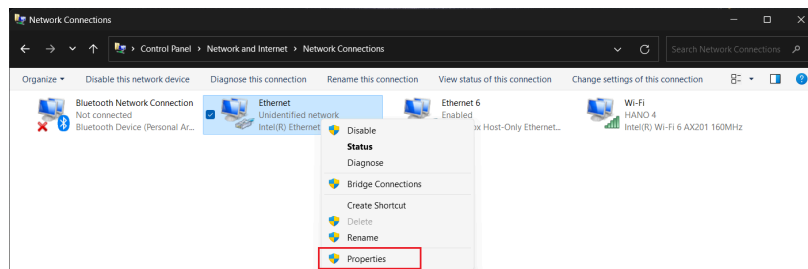 Network Connections
Control Panel > Network and Internet > Network Connections
Search Network Connections
Organize Disable this network device Diagnose this connection Rename this connection View status of this connection Change settings of this connection
Bluetooth Network Connection
Not connected
Bluetooth Device (Personal Ar...
Ethernet
Unidentified network
Intel(R) Ethernet
Ethernet 6
Enabled
ox Host-Only Ethernet...
Wi-Fi
HANO 4
Intel(R) Wi-Fi 6 AX201 160MHz
Disable
Status
Diagnose
Bridge Connections
Create Shortcut
Delete
Rename
Properties